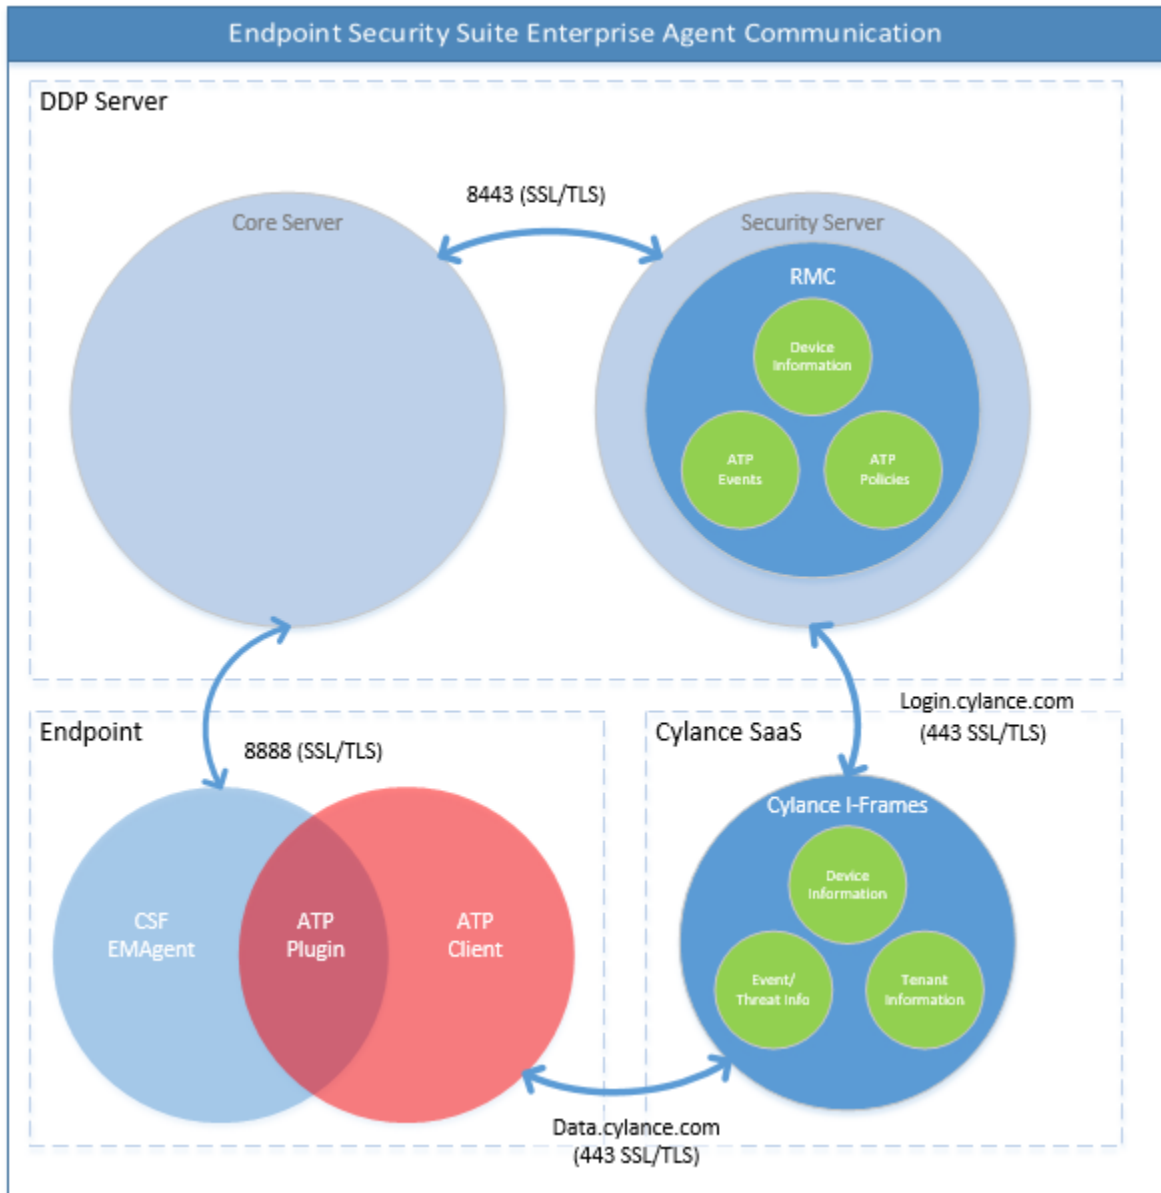 Endpoint Security Suite Enterprise Agent Communication
DDP Server
8443 (SSL/TLS)
Core Server
Security Server
RMC
Device
Information
ATP
Events
ATP
Policies
Login.cylance.com
(443 SSL/TLS)
Endpoint
8888 (SSL/TLS)
Cylance SaaS
CSF
EMAgent
ATP
Plugin
ATP
Client
Cylance I-Frames
Device
Information
Event/
Threat Info
Tenant
Information
Data.cylance.com
(443 SSL/TLS)